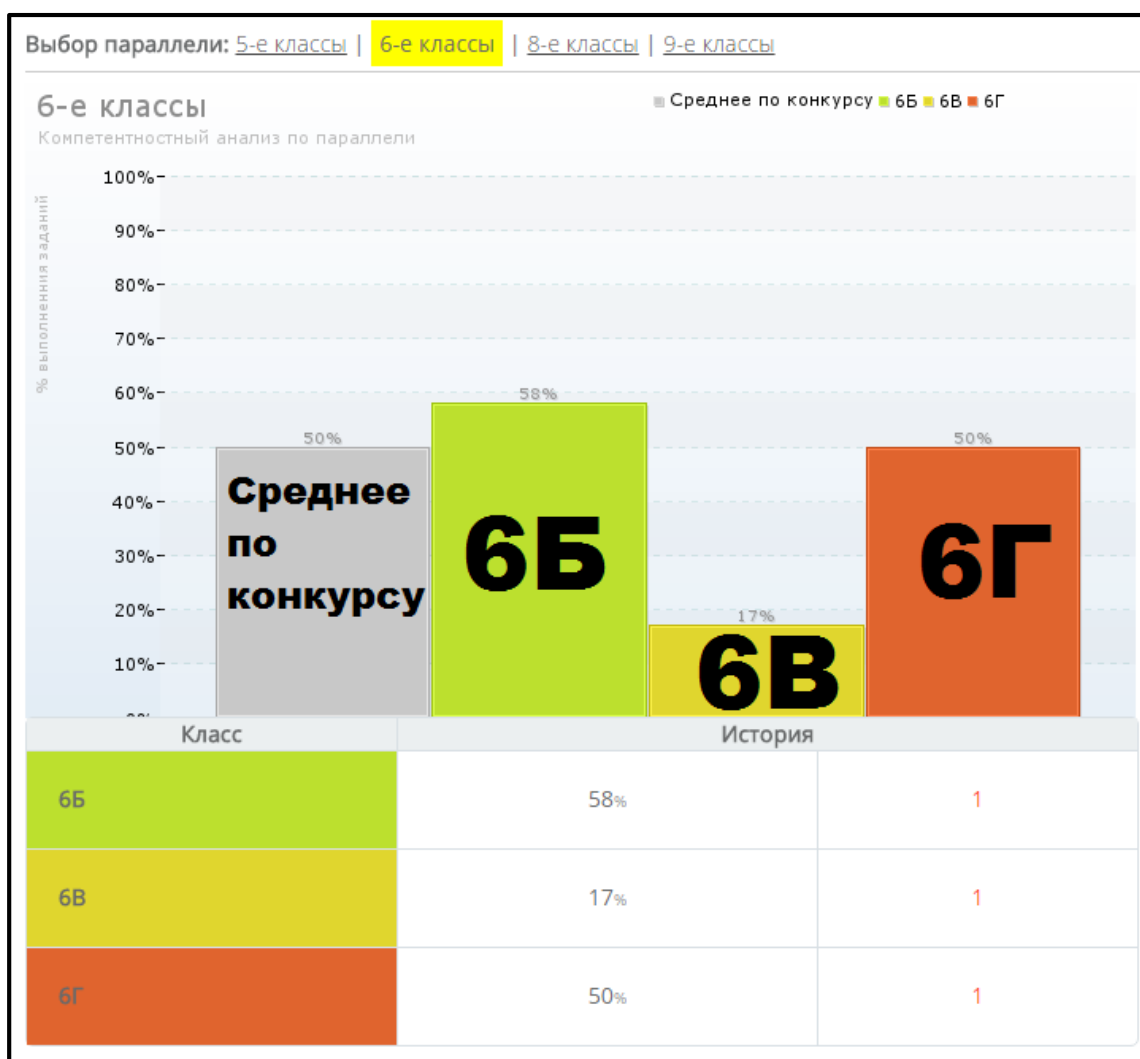 Выбор параллели: 5-е классы | 6-е классы | 8-е классы | 9-е классы
6-е классы
Среднее по конкурсу 6Б 6В 6Г
Компетентностный анализ по параллели
% выполненния заданий
100%
90%
80%
70%
60%
50%
40%
30%
20%
10%
0%
50%
58%
17%
50%
Среднее
по
конкурсу
6Б
6В
6Г
Класс История
6Б 58% 1
6В 17% 1
6Г 50% 1